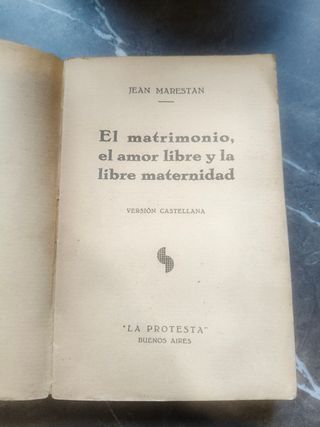 JEAN MARESTAN
El matrimonio,
el amor libre y la
libre maternidad
VERSIÓN CASTELLANA
"LA PROTESTA"
BUENOS AIRES